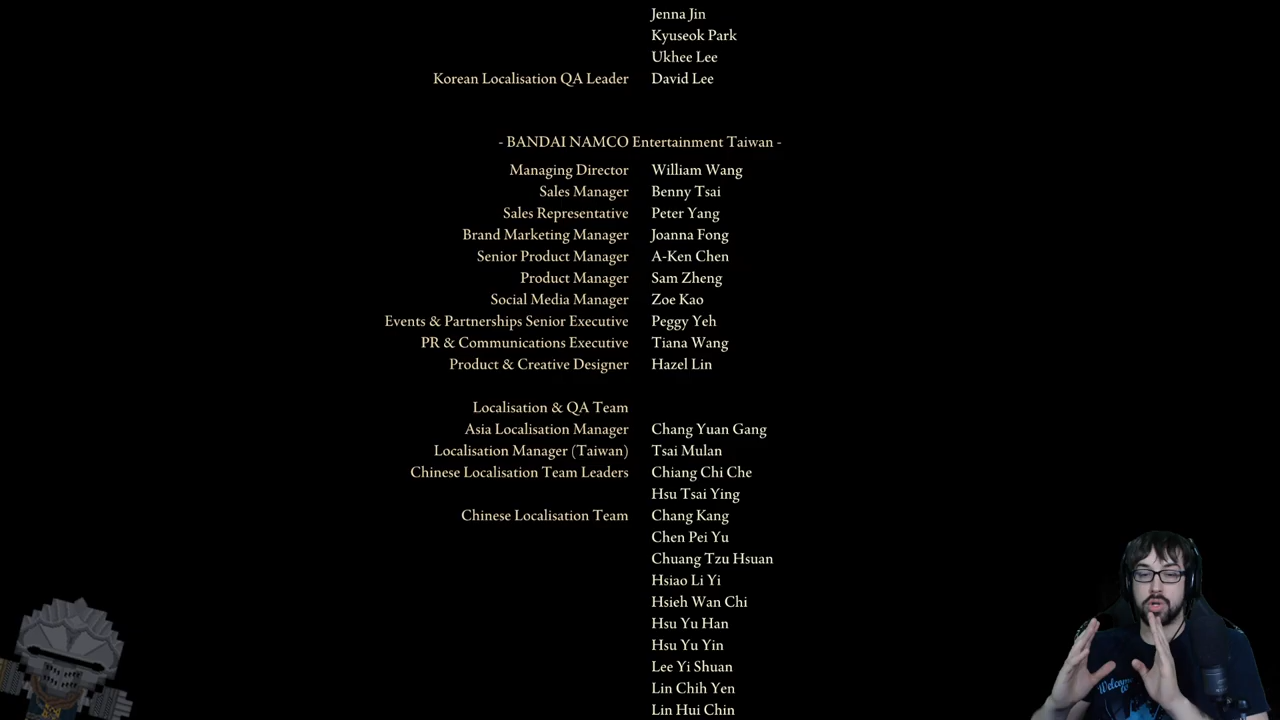 Jenna Jin
Kyuseok Park
Ukhee Lee
Korean Localisation QA Leader David Lee
- BANDAI NAMCO Entertainment Taiwan -
Managing Director William Wang
Sales Manager Benny Tsai
Sales Representative Peter Yang
Brand Marketing Manager Joanna Fong
Senior Product Manager A-Ken Chen
Product Manager Sam Zheng
Social Media Manager Zoe Kao
Events & Partnerships Senior Executive Peggy Yeh
PR & Communications Executive Tiana Wang
Product & Creative Designer Hazel Lin
Localisation & QA Team
Asia Localisation Manager Chang Yuan Gang
Localisation Manager (Taiwan) Tsai Mulan
Chinese Localisation Team Leaders Chiang Chi Che
Hsu Tsai Ying
Chinese Localisation Team Chang Kang
Chen Pei Yu
Chuang Tzu Hsuan
Hsiao Li Yi
Hsieh Wan Chi
Hsu Yu Han
Hsu Yu Yin
Lee Yi Shuan
Lin Chih Yen
Lin Hui Chin
Welcome